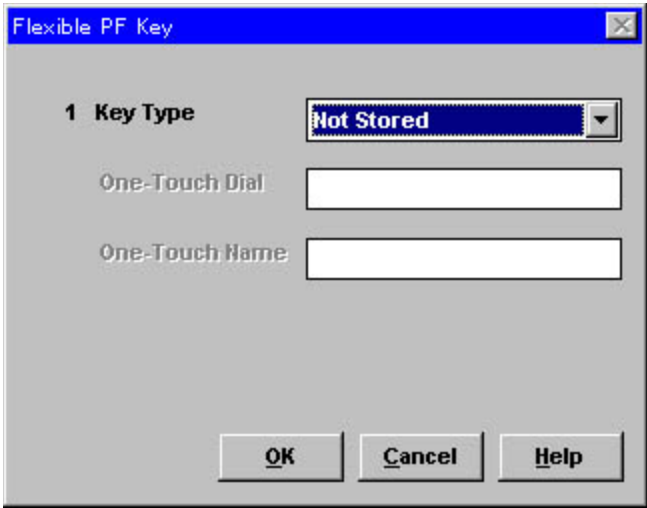 Flexible PF Key
1 Key Type Not Stored
One-Touch Dial
One-Touch Name
OK Cancel Help